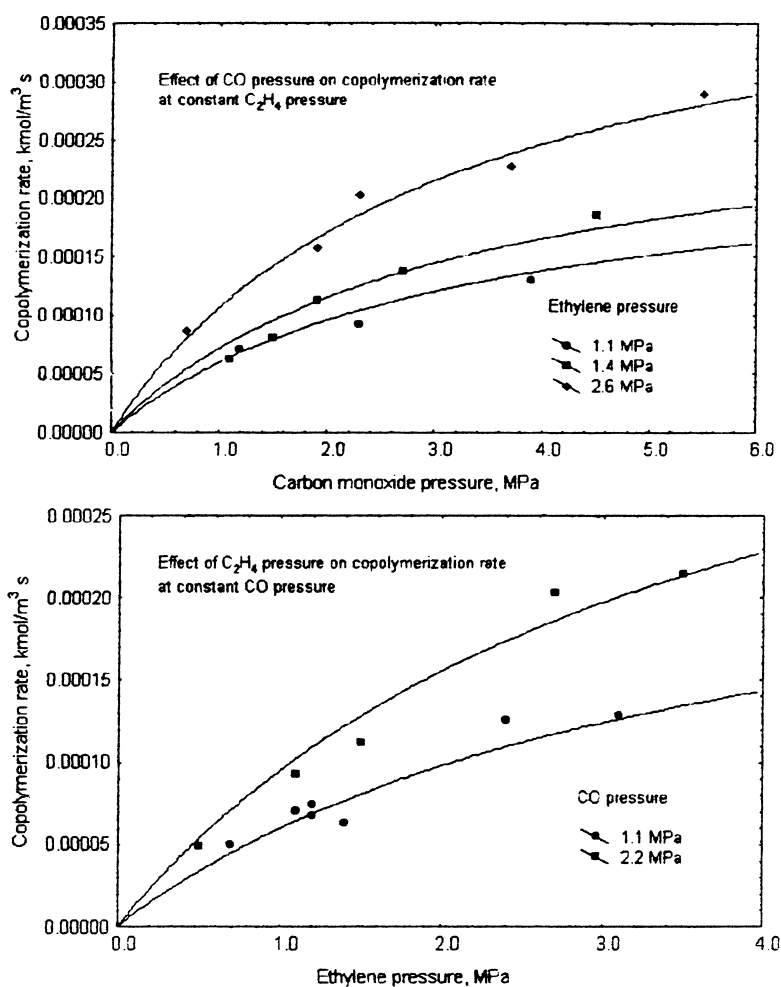 0.00035
0.00030
0.00025
0.00020
0.00015
0.00010
0.00005
0.00000
Copolymerization rate, kmol/m³ s
Effect of CO pressure on copolymerization rate
at constant C₂H₄ pressure
Ethylene pressure
1.1 MPa
1.4 MPa
2.6 MPa
0.0 1.0 2.0 3.0 4.0 5.0 6.0
Carbon monoxide pressure, MPa
0.00025
0.00020
0.00015
0.00010
0.00005
0.00000
Copolymerization rate, kmol/m³ s
Effect of C₂H₄ pressure on copolymerization rate
at constant CO pressure
CO pressure
1.1 MPa
2.2 MPa
0.0 1.0 2.0 3.0 4.0
Ethylene pressure, MPa